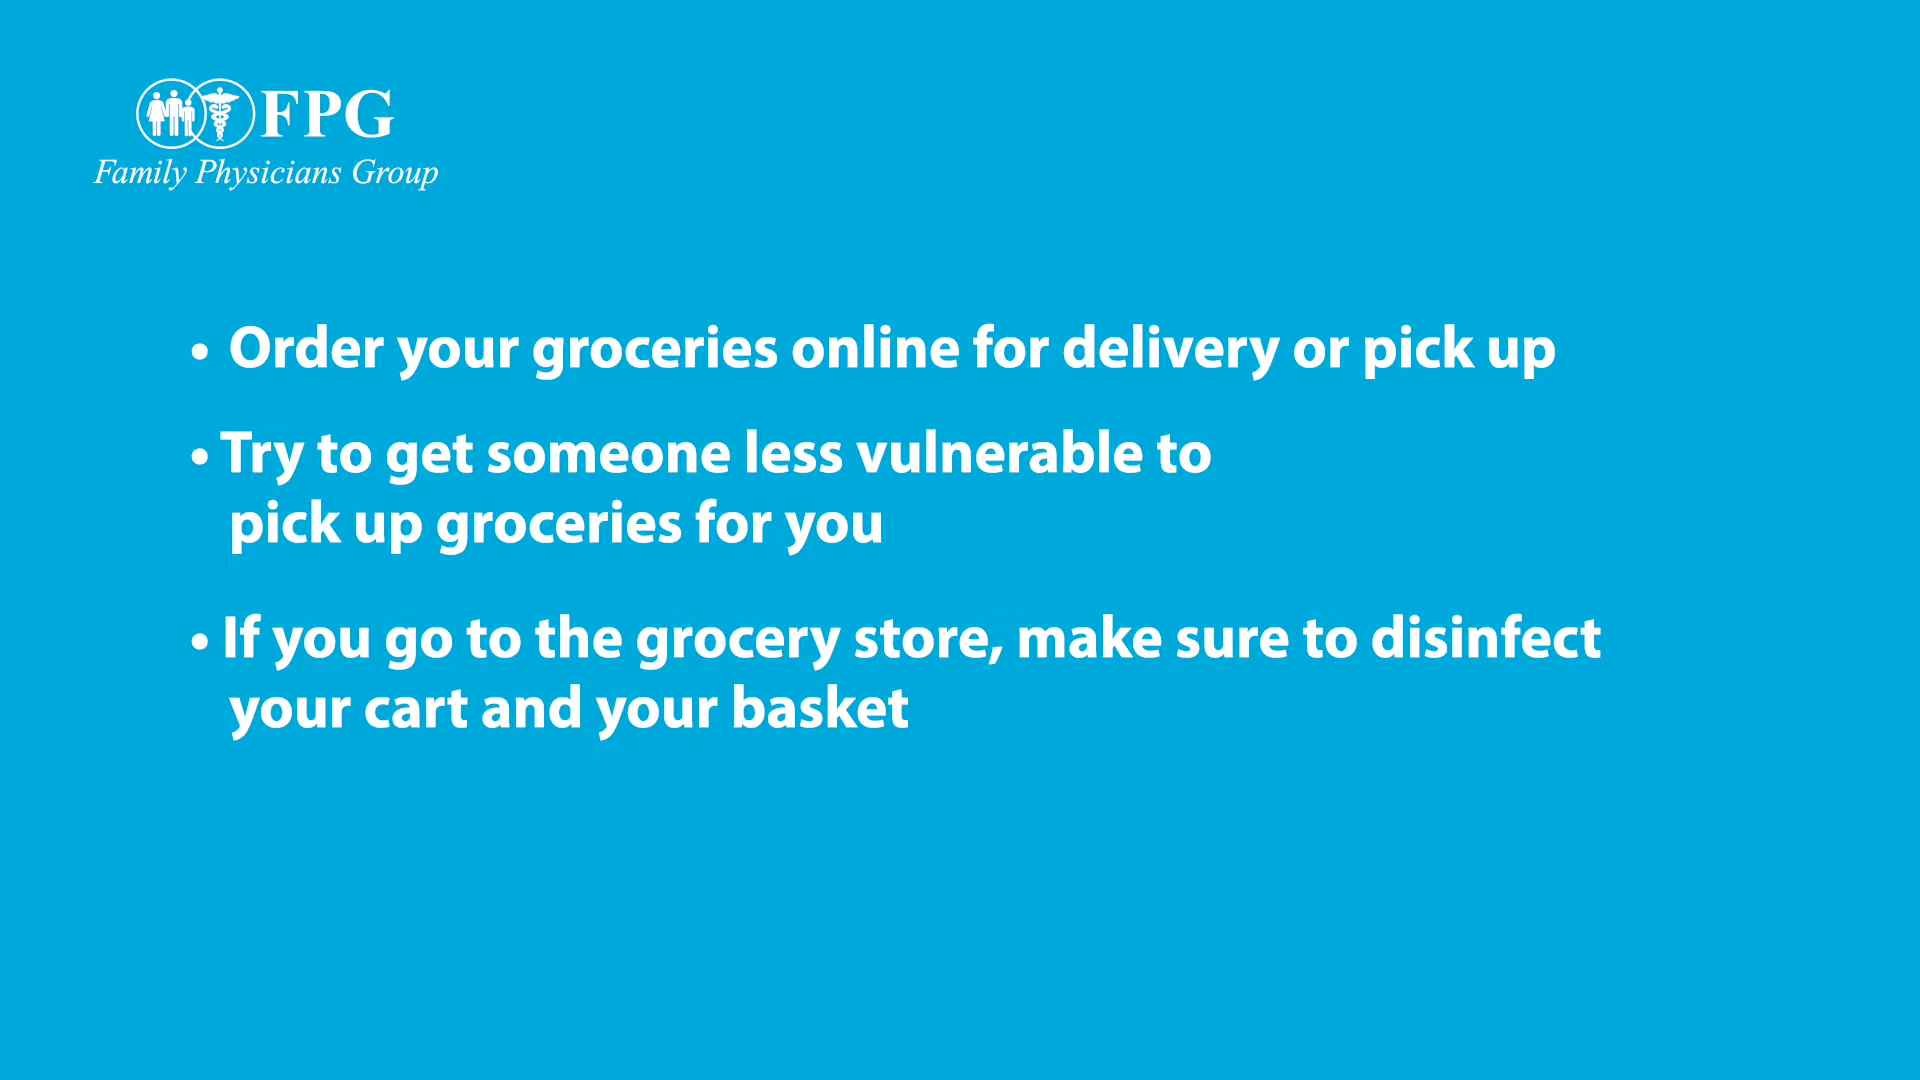 FPG
Family Physicians Group
• Order your groceries online for delivery or pick up
• Try to get someone less vulnerable to
pick up groceries for you
• If you go to the grocery store, make sure to disinfect
your cart and your basket